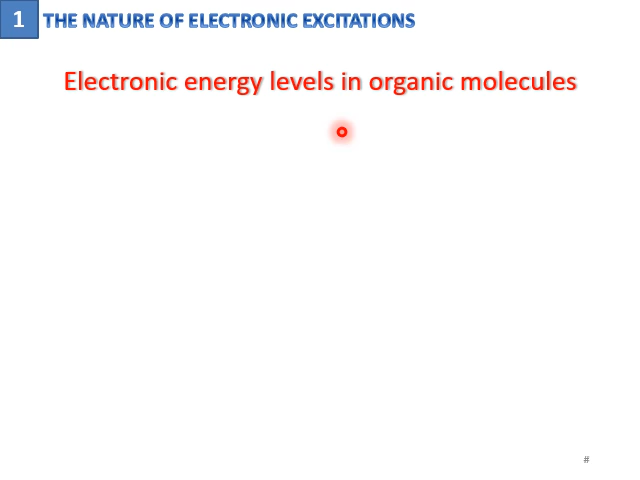 1 THE NATURE OF ELECTRONIC EXCITATIONS
Electronic energy levels in organic molecules
#